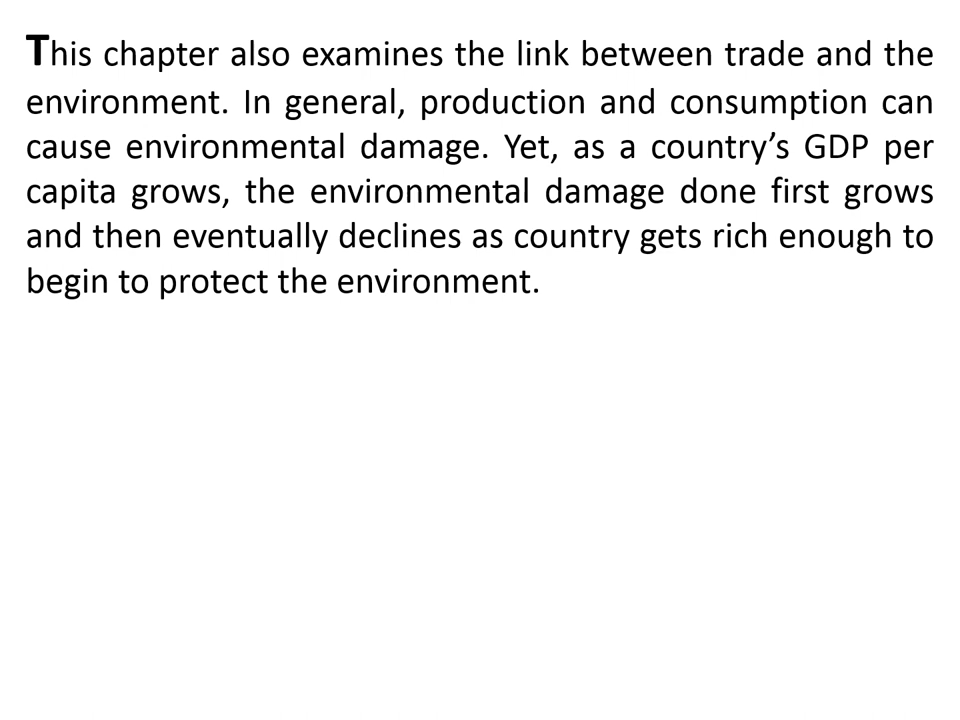 This chapter also examines the link between trade and the
environment. In general, production and consumption can
cause environmental damage. Yet, as a country’s GDP per
capita grows, the environmental damage done first grows
and then eventually declines as country gets rich enough to
begin to protect the environment.